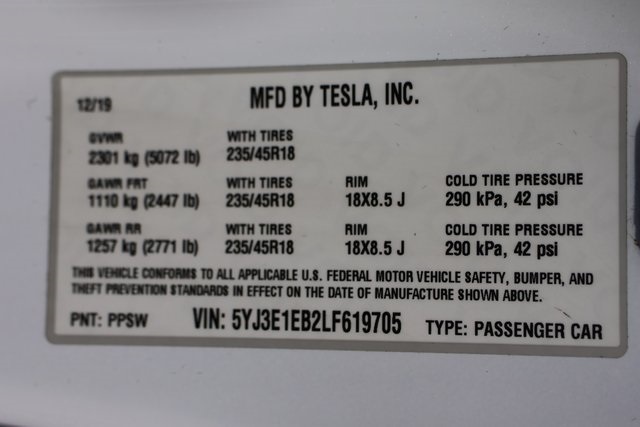 12/19 MFD BY TESLA, INC.
GVWR WITH TIRES
2301 kg (5072 lb) 235/45R18
GAWR FRT WITH TIRES RIM COLD TIRE PRESSURE
1110 kg (2447 lb) 235/45R18 18X8.5 J 290 kPa, 42 psi
GAWR RR WITH TIRES RIM COLD TIRE PRESSURE
1257 kg (2771 lb) 235/45R18 18X8.5 J 290 kPa, 42 psi
THIS VEHICLE CONFORMS TO ALL APPLICABLE U.S. FEDERAL MOTOR VEHICLE SAFETY, BUMPER, AND
THEFT PREVENTION STANDARDS IN EFFECT ON THE DATE OF MANUFACTURE SHOWN ABOVE.
PNT: PPSW VIN: 5YJ3E1EB2LF619705 TYPE: PASSENGER CAR